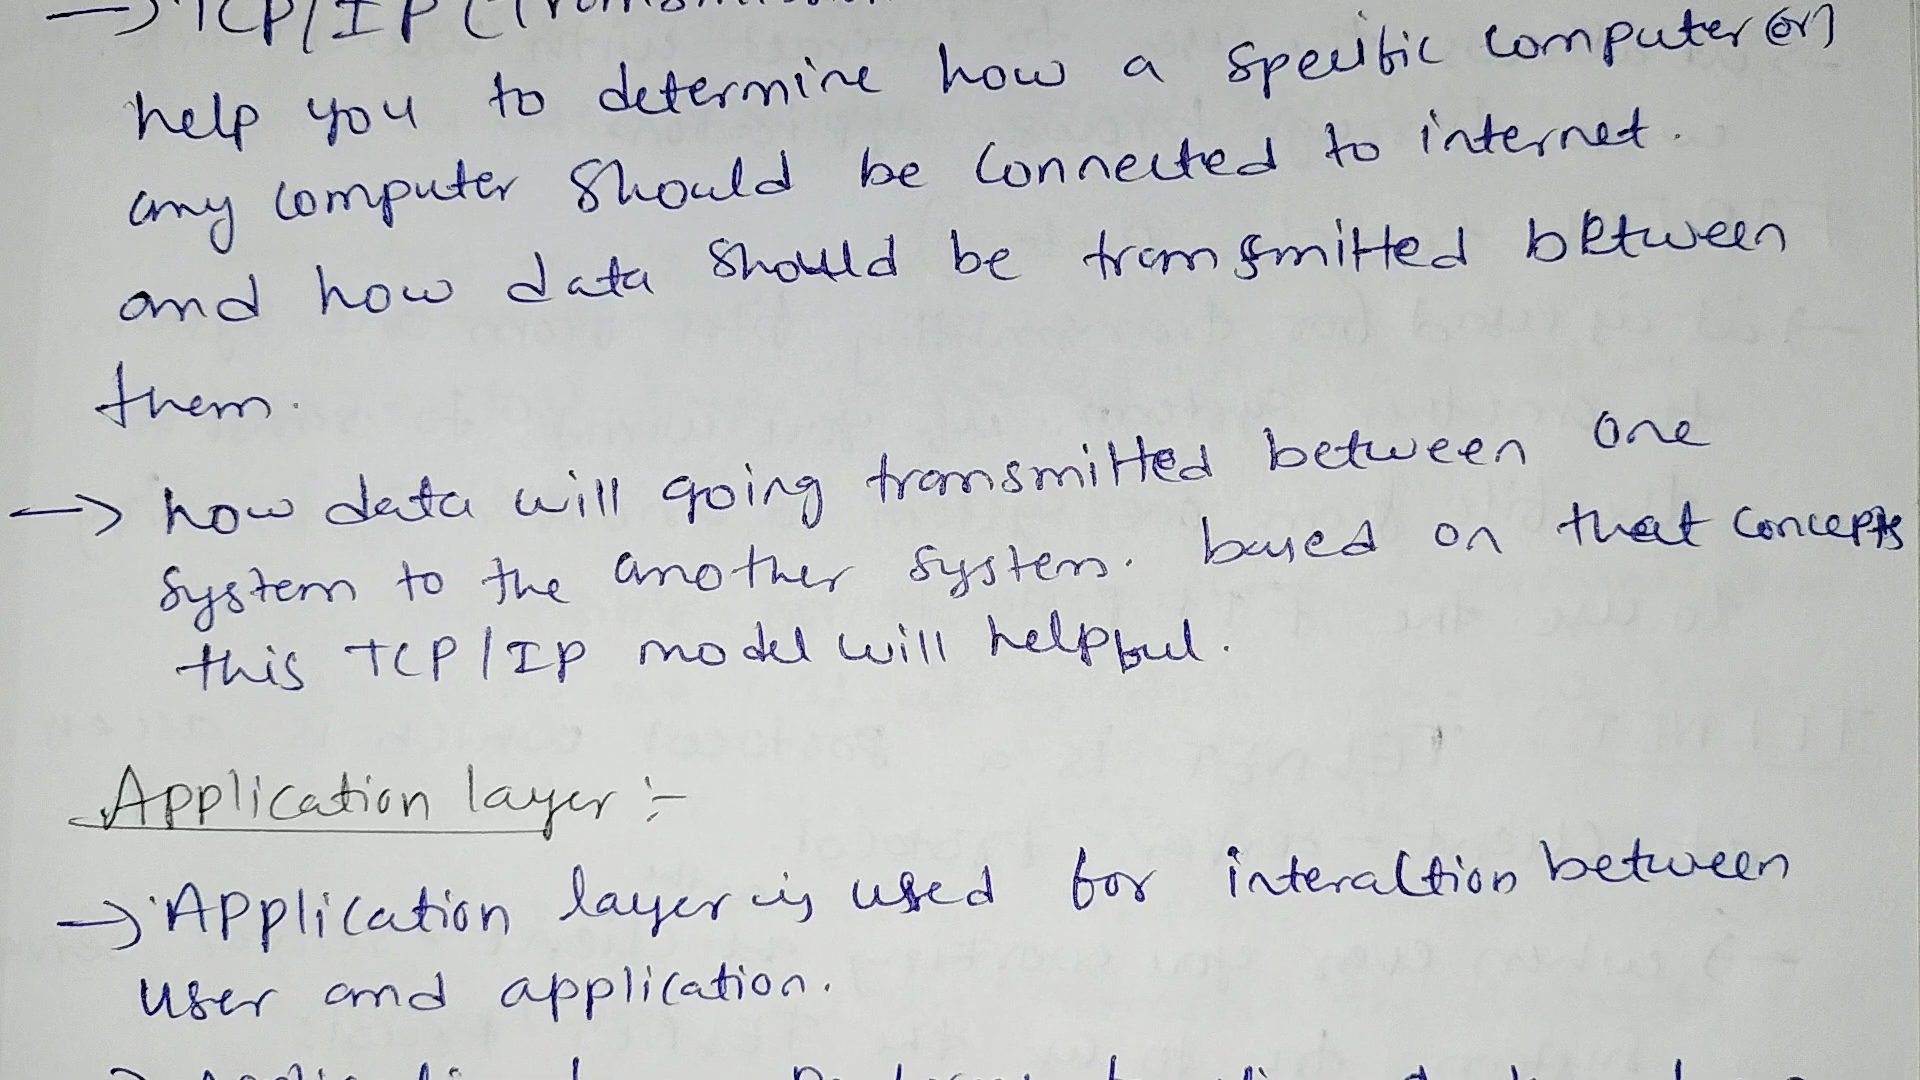 → TCP/IP (Transmission
help you to determine how a specific computer (or)
any computer should be connected to internet.
and how data should be transmitted between
them.
→ how data will going transmitted between one
system to the another system. based on that concepts
this TCP/IP model will helpful.
Application layer :-
→ Application layer is used for interaction between
user and application.